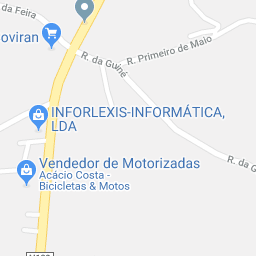 da Feira
oviran
R. da Guiné
R. Primeiro de Maio
INFORLEXIS-INFORMÁTICA,
LDA
Vendedor de Motorizadas
Acácio Costa -
Bicicletas & Motos
R. da G